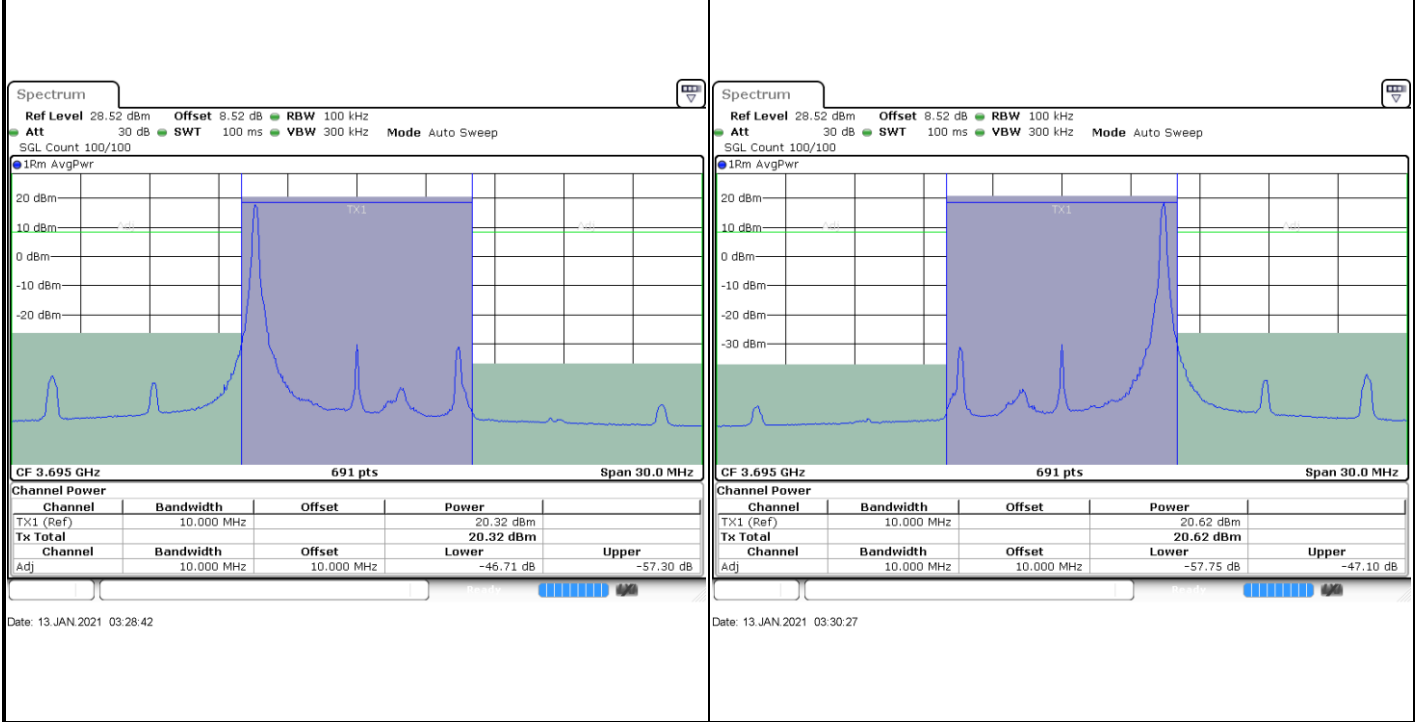 Spectrum
Ref Level 28.52 dBm Offset 8.52 dB RBW 100 kHz
Att 30 dB SWT 100 ms VBW 300 kHz Mode Auto Sweep
SGL Count 100/100
1Rm AvgPwr
20 dBm
TX1
Adj
Adj
10 dBm
0 dBm
-10 dBm
-20 dBm
CF 3.695 GHz 691 pts Span 30.0 MHz
Channel Power
Channel Bandwidth Offset Power
TX1 (Ref) 10.000 MHz 20.32 dBm
Tx Total 20.32 dBm
Channel Bandwidth Offset Lower Upper
Adj 10.000 MHz 10.000 MHz -46.71 dB -57.30 dB
Ready
Date: 13.JAN.2021 03:28:42
Spectrum
Ref Level 28.52 dBm Offset 8.52 dB RBW 100 kHz
Att 30 dB SWT 100 ms VBW 300 kHz Mode Auto Sweep
SGL Count 100/100
1Rm AvgPwr
20 dBm
TX1
Adj
Adj
10 dBm
0 dBm
-10 dBm
-20 dBm
-30 dBm
CF 3.695 GHz 691 pts Span 30.0 MHz
Channel Power
Channel Bandwidth Offset Power
TX1 (Ref) 10.000 MHz 20.62 dBm
Tx Total 20.62 dBm
Channel Bandwidth Offset Lower Upper
Adj 10.000 MHz 10.000 MHz -57.75 dB -47.10 dB
Ready
Date: 13.JAN.2021 03:30:27